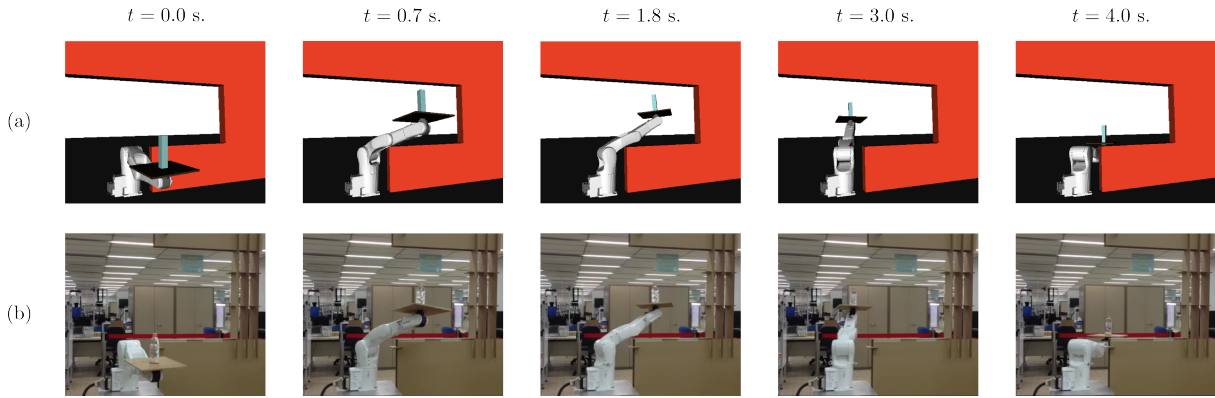 t = 0.0 s. t = 0.7 s. t = 1.8 s. t = 3.0 s. t = 4.0 s.
(a)
(b)